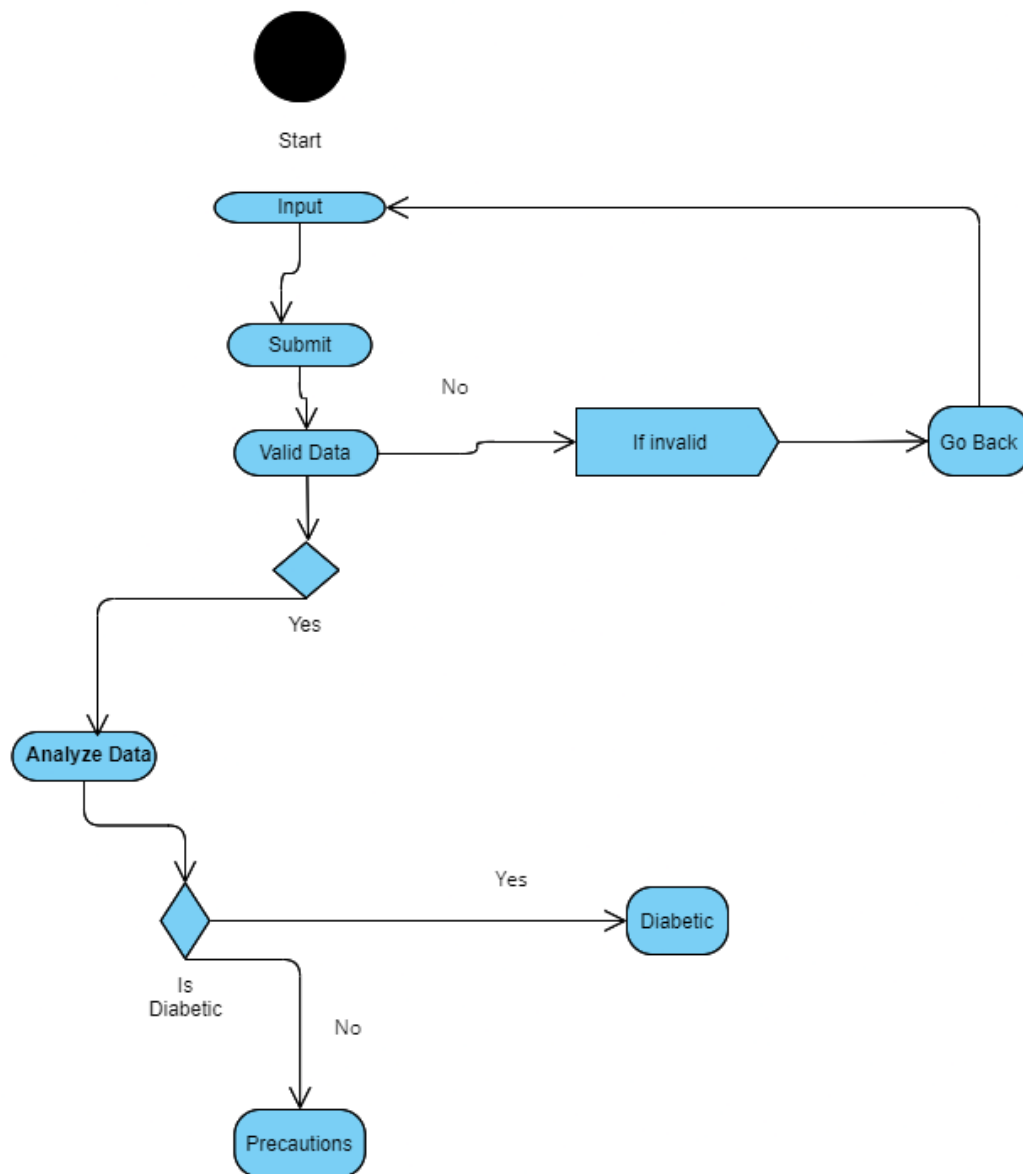 Start
Input
Submit
No
Valid Data
If invalid
Go Back
Yes
Analyze Data
Yes
Diabetic
Is
Diabetic
No
Precautions